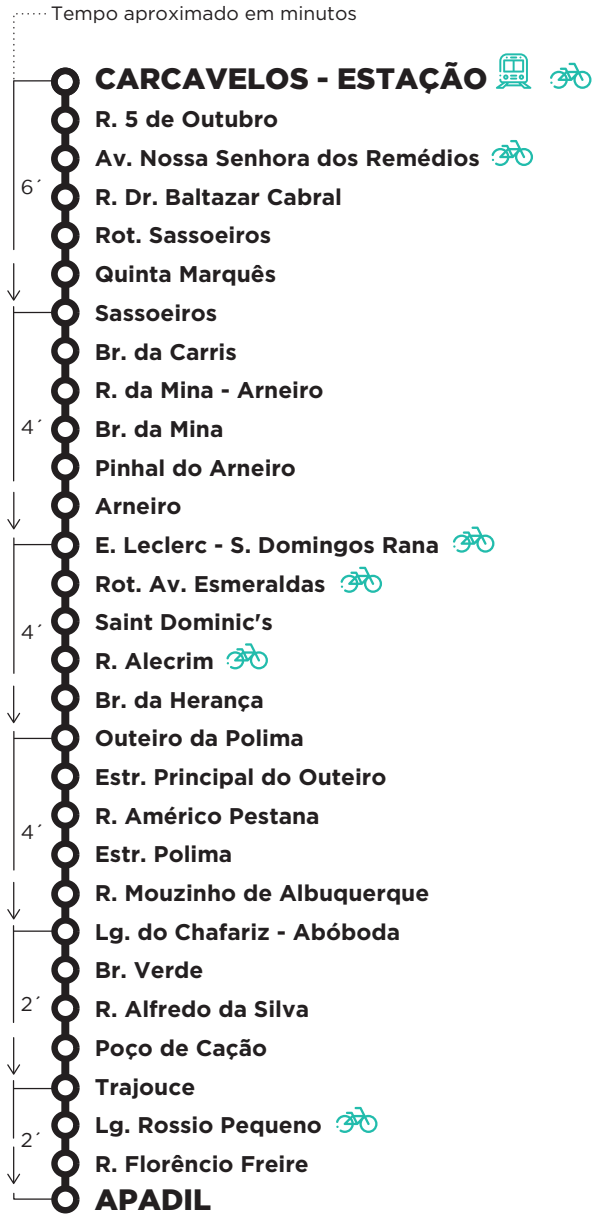 Tempo aproximado em minutos
CARCAVELOS - ESTAÇÃO
R. 5 de Outubro
Av. Nossa Senhora dos Remédios
6´
R. Dr. Baltazar Cabral
Rot. Sassoeiros
Quinta Marquês
Sassoeiros
Br. da Carris
R. da Mina - Arneiro
4´
Br. da Mina
Pinhal do Arneiro
Arneiro
E. Leclerc - S. Domingos Rana
Rot. Av. Esmeraldas
4´
Saint Dominic's
R. Alecrim
Br. da Herança
Outeiro da Polima
Estr. Principal do Outeiro
R. Américo Pestana
4´
Estr. Polima
R. Mouzinho de Albuquerque
Lg. do Chafariz - Abóboda
Br. Verde
2´
R. Alfredo da Silva
Poço de Cação
Trajouce
Lg. Rossio Pequeno
2´
R. Florêncio Freire
APADIL